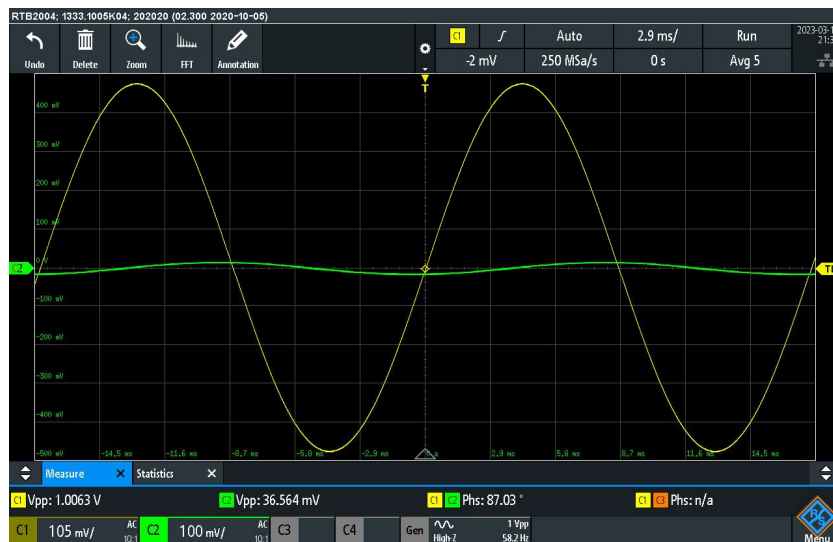 RTB2004; 1333.1005K04; 202020 (02.300 2020-10-05)
Undo Delete Zoom FFT Annotation
C1 Auto 2.9 ms/ Run
-2 mV 250 MSa/s 0 s Avg 5
T
400 mV
300 mV
200 mV
100 mV
0 V
C2
-100 mV
-200 mV
-300 mV
-400 mV
-500 mV -14,5 ms -11,6 ms -8,7 ms -5,8 ms -2,9 ms 2,9 ms 5,8 ms 8,7 ms 11,6 ms 14,5 ms
Measure X Statistics X
C1 Vpp: 1.0063 V C2 Vpp: 36.564 mV C1 C2 Phs: 87.03 ° C1 C3 Phs: n/a
C1 105 mV/ AC 10:1 C2 100 mV/ AC 10:1 C3 C4 Gen High-Z 1 Vpp 58.2 Hz
R&S
Menu